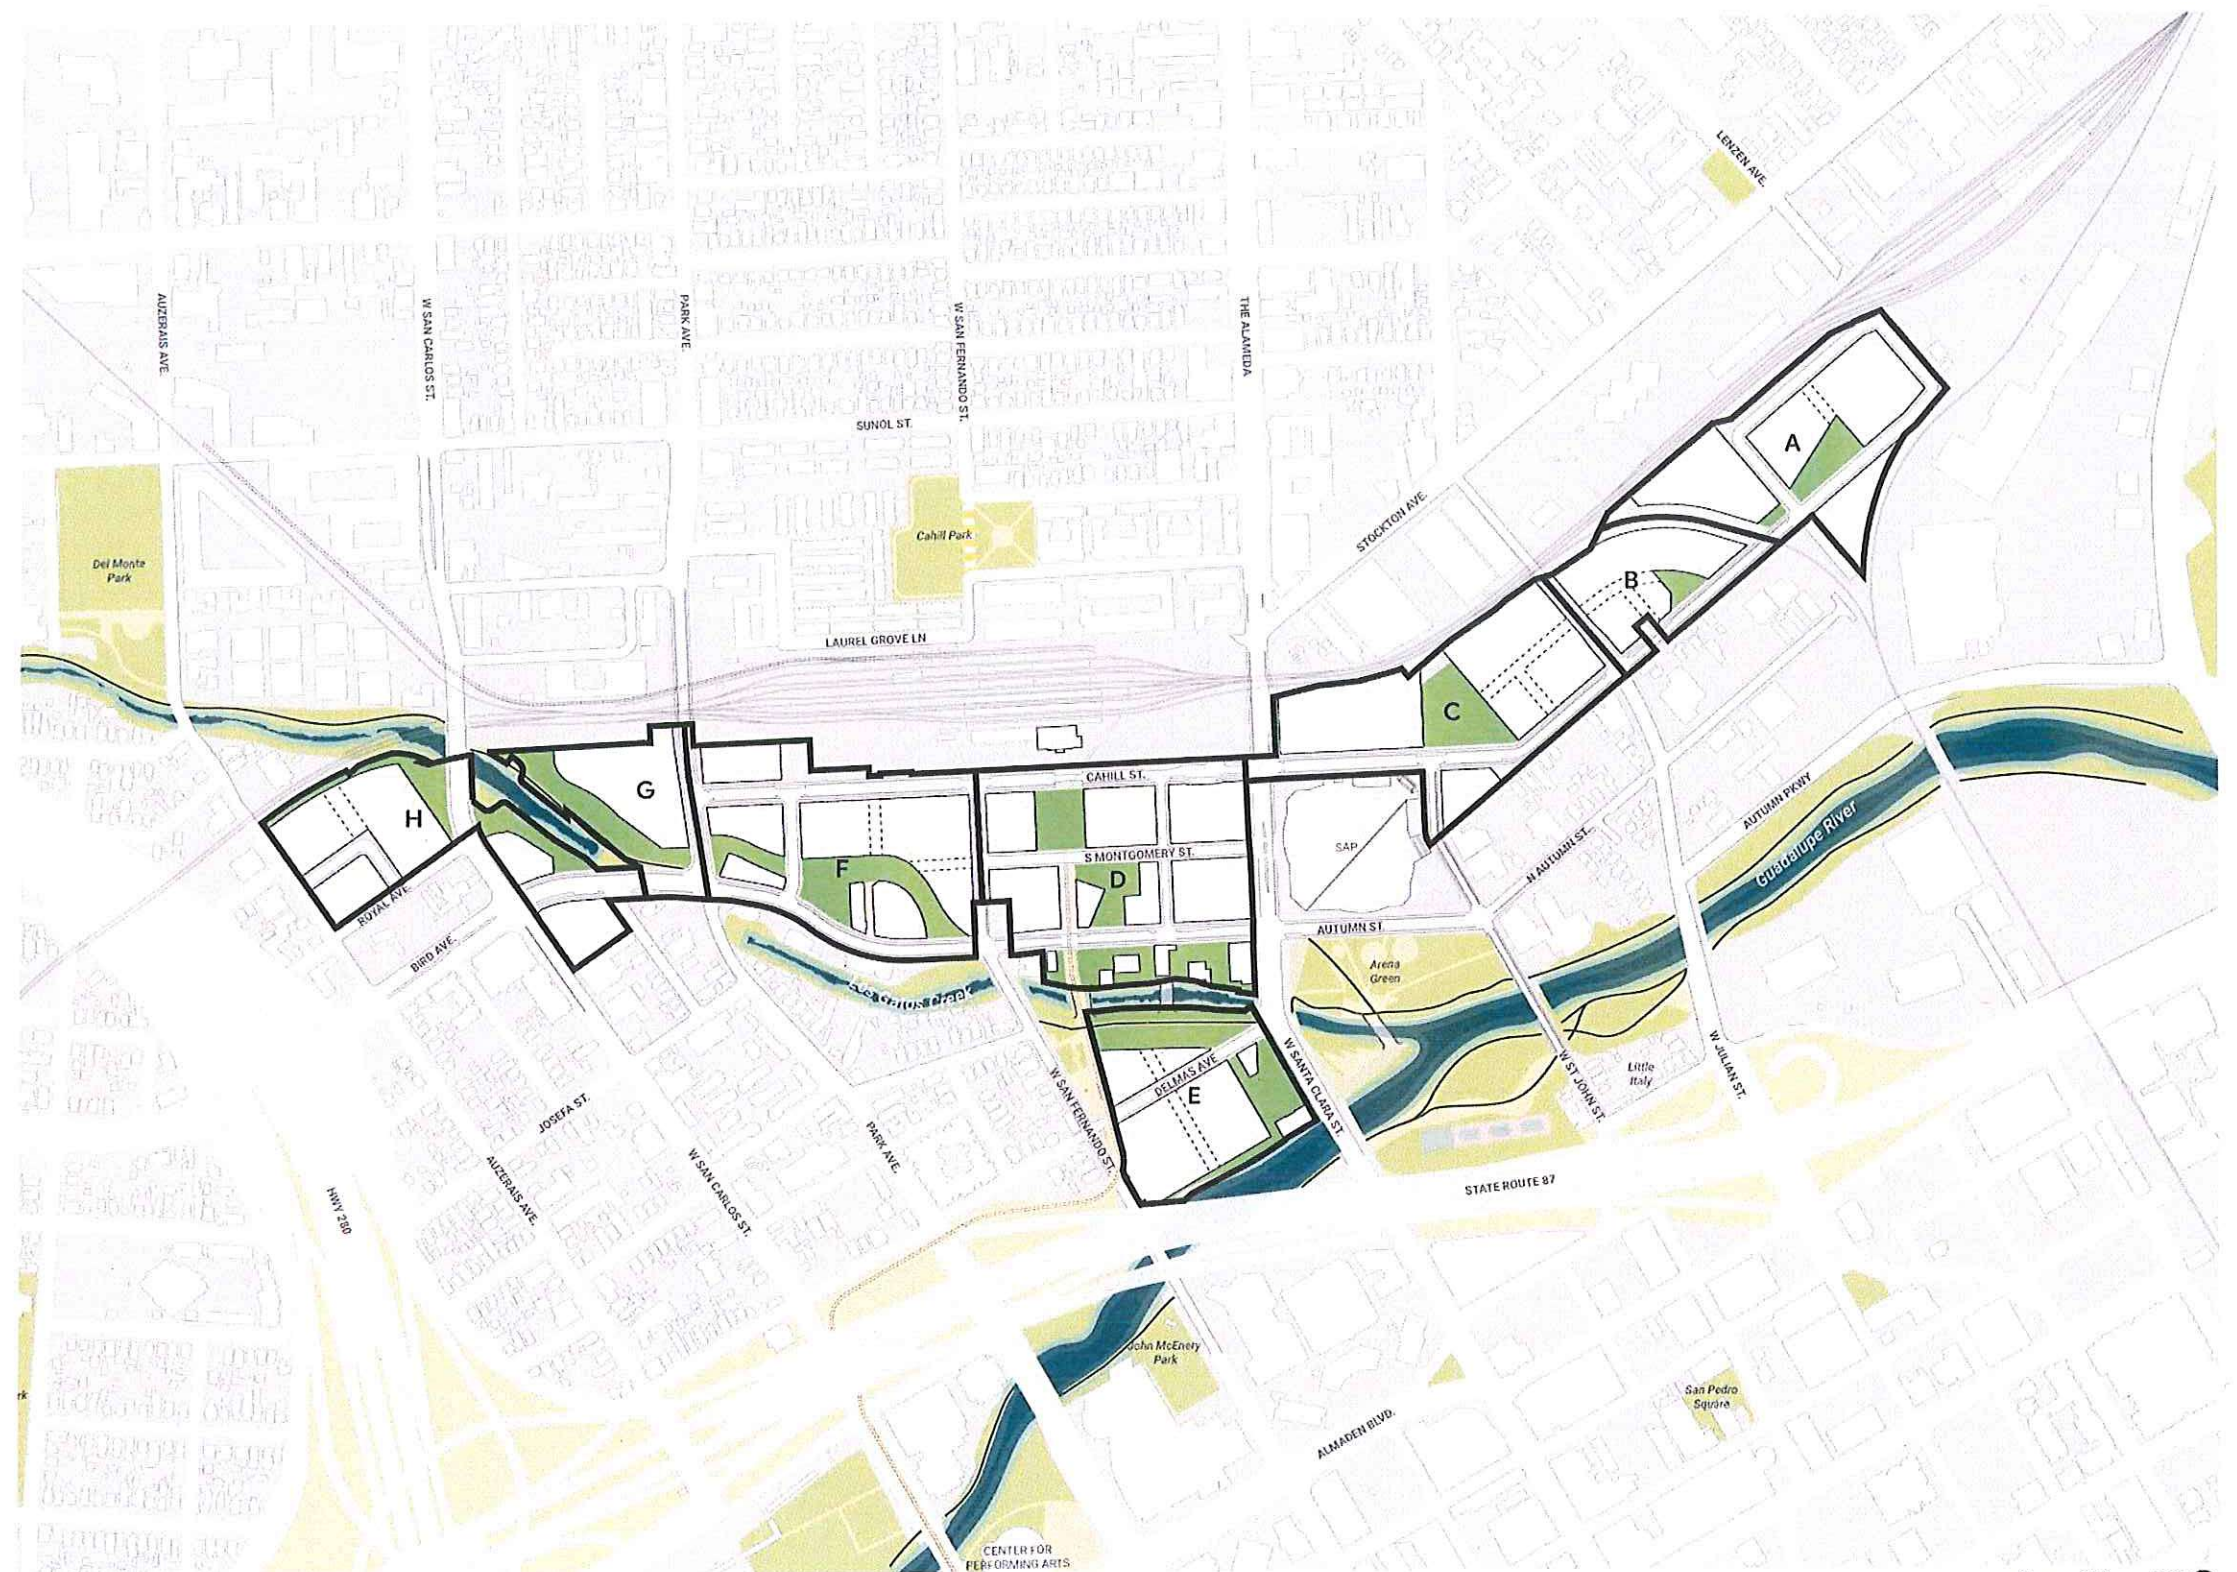 LENZEN AVE.
AUZERAIS AVE.
W SAN CARLOS ST.
PARK AVE.
W SAN FERNANDO ST.
THE ALAMEDA
SUNOL ST.
A
STOCKTON AVE.
Cahill Park
Del Monte
Park
B
LAUREL GROVE LN
C
CAHILL ST.
G
H
AUTUMN PKWY
Guadalupe River
SAP
S MONTGOMERY ST.
N AUTUMN ST.
F
D
ROYAL AVE.
AUTUMN ST.
BIRD AVE.
Arena
Green
Los Gatos Creek
W SANTA CLARA ST.
W JULIAN ST.
W ST JOHN ST.
Little
Italy
DELMAS AVE
E
W SAN FERNANDO ST.
JOSEFA ST.
PARK AVE.
AUZERAIS AVE.
W SAN CARLOS ST.
HWY 280
STATE ROUTE 87
John McEnery
Park
San Pedro
Square
rk
ALMADEN BLVD.
CENTER FOR
PERFORMING ARTS